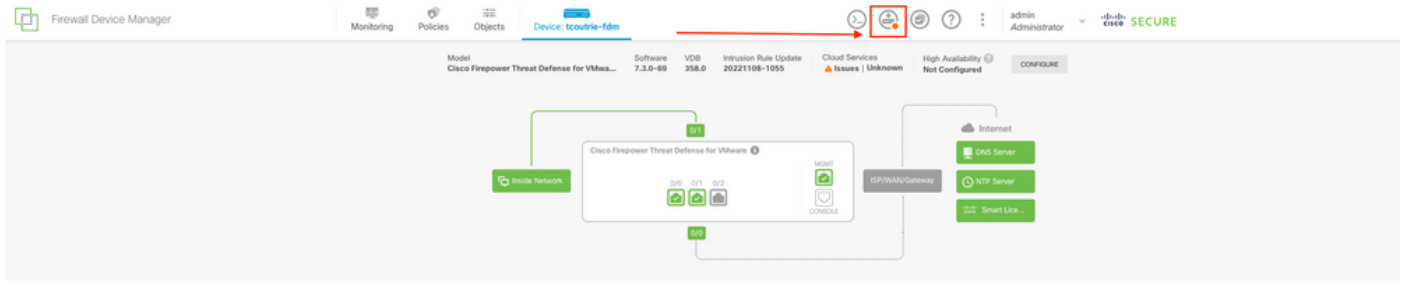 Firewall Device Manager
Monitoring
Policies
Objects
Device: tcoutrie-fdm
admin
Administrator
CISCO SECURE
Model
Cisco Firepower Threat Defense for VMwa...
Software
7.3.0-69
VDB
358.0
Intrusion Rule Update
20221108-1055
Cloud Services
Issues | Unknown
High Availability
Not Configured
CONFIGURE
0/1
Internet
Cisco Firepower Threat Defense for VMware
DNS Server
MGMT
Inside Network
0/0 0/1 0/2
ISP/WAN/Gateway
NTP Server
CONSOLE
Smart Lice...
0/0